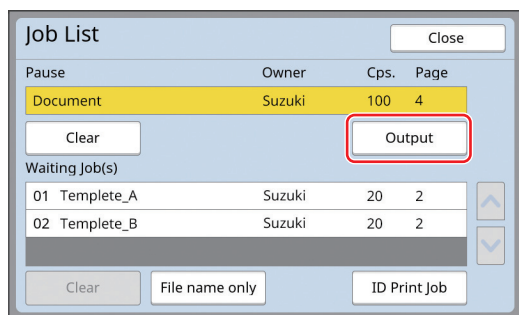 Job List Close
Pause Owner Cps. Page
Document Suzuki 100 4
Clear Output
Waiting Job(s)
01 Templete_A Suzuki 20 2
02 Templete_B Suzuki 20 2
Clear File name only ID Print Job